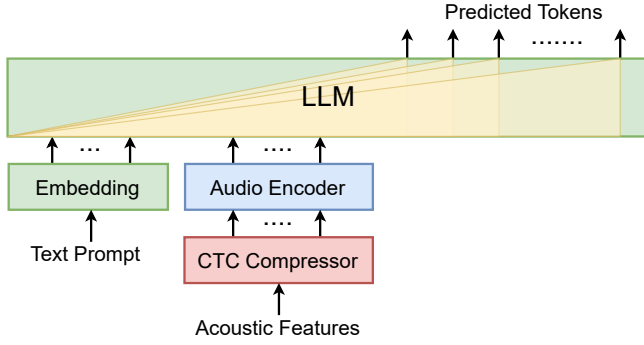 Predicted Tokens
.......
LLM
... ....
Embedding Audio Encoder
....
Text Prompt CTC Compressor
Acoustic Features